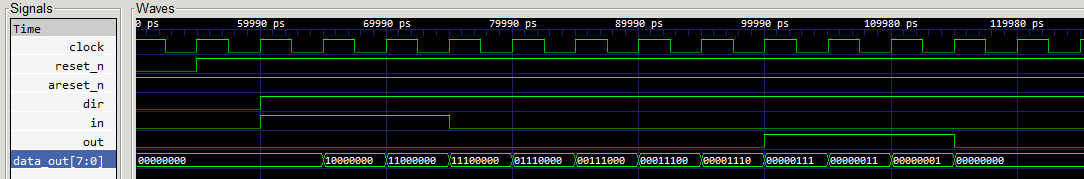 Signals
Waves
Time
0 ps 59990 ps 69990 ps 79990 ps 89990 ps 99990 ps 109980 ps 119980 ps
clock
reset_n
areset_n
dir
in
out
data_out[7:0] 00000000 10000000 11000000 11100000 01110000 00111000 00011100 00001110 00000111 00000011 00000001 00000000